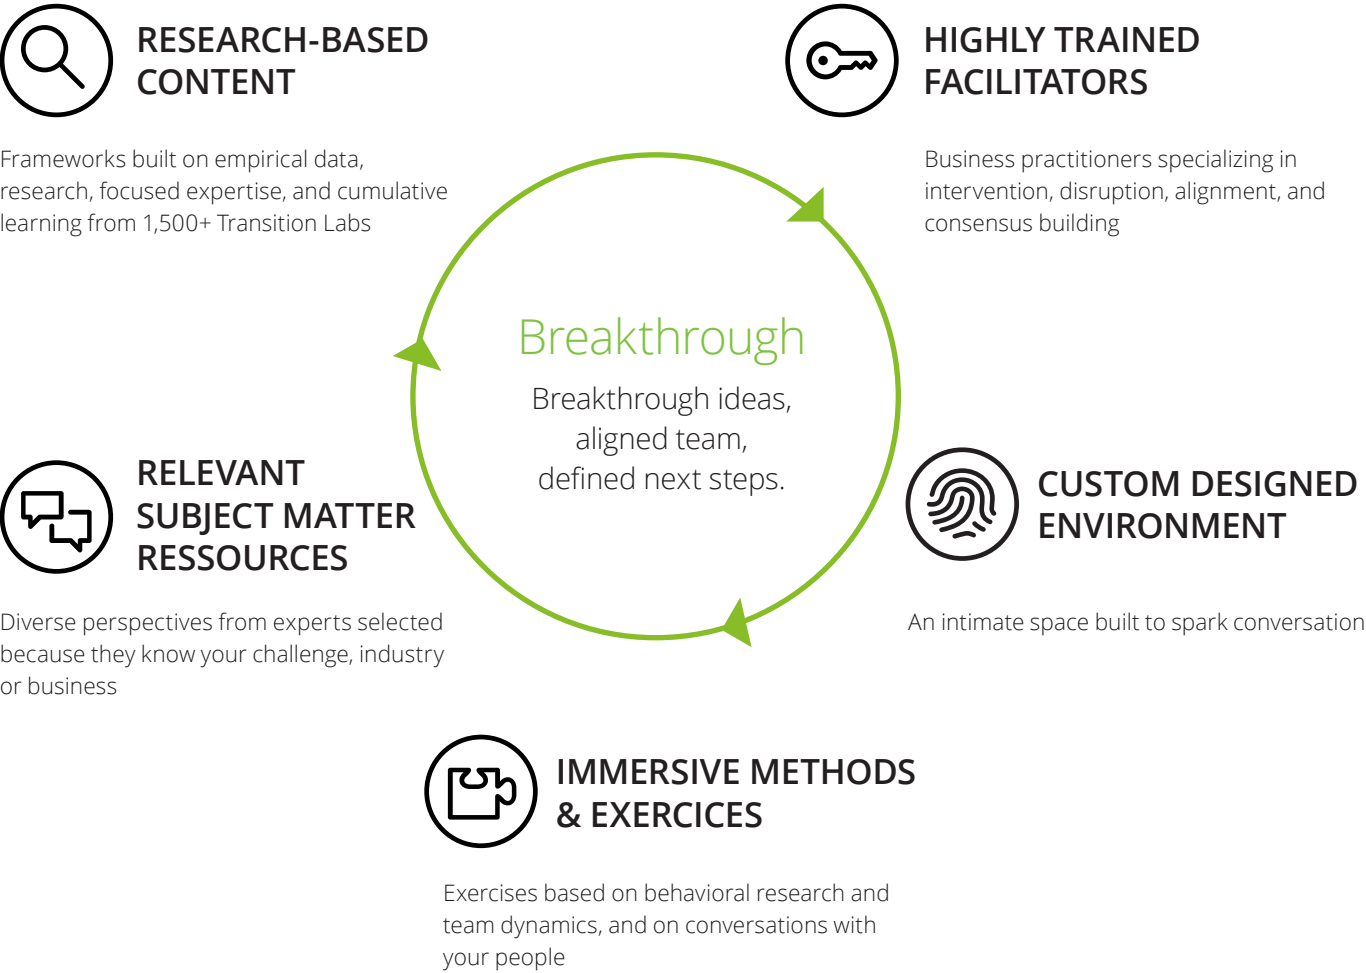 RESEARCH-BASED
CONTENT
Frameworks built on empirical data,
research, focused expertise, and cumulative
learning from 1,500+ Transition Labs
HIGHLY TRAINED
FACILITATORS
Business practitioners specializing in
intervention, disruption, alignment, and
consensus building
Breakthrough
Breakthrough ideas,
aligned team,
defined next steps.
RELEVANT
SUBJECT MATTER
RESSOURCES
Diverse perspectives from experts selected
because they know your challenge, industry
or business
CUSTOM DESIGNED
ENVIRONMENT
An intimate space built to spark conversation
IMMERSIVE METHODS
& EXERCICES
Exercises based on behavioral research and
team dynamics, and on conversations with
your people